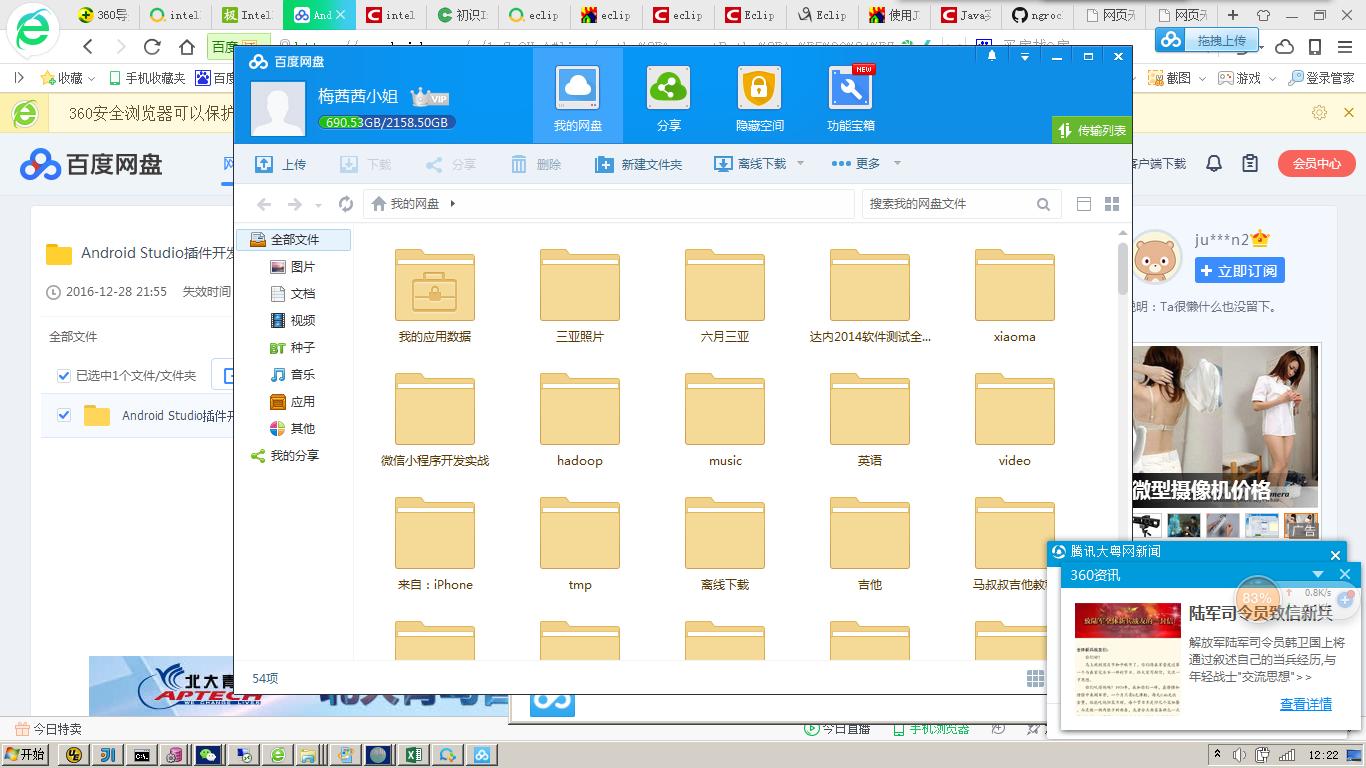 360导
intell
Intell
And
intel
初识I
eclip
eclip
eclip
Eclip
Eclip
使用J
Java实
ngroc
网页天
网页天
拖拽上传
收藏
手机收藏夹
截图
游戏
登录管家
360安全浏览器可以保护
百度网盘
客户端下载
会员中心
百度网盘
梅茜茜小姐
VIP
690.53GB/2158.50GB
我的网盘
分享
隐藏空间
NEW
功能宝箱
传输列表
上传
下载
分享
删除
新建文件夹
离线下载
更多
我的网盘
搜索我的网盘文件
全部文件
图片
文档
视频
BT 种子
音乐
应用
其他
我的分享
我的应用数据
三亚照片
六月三亚
达内2014软件测试全...
xiaoma
微信小程序开发实战
hadoop
music
英语
video
来自：iPhone
tmp
离线下载
吉他
马叔叔吉他教
54项
Android Studio插件开发
2016-12-28 21:55
失效时间
全部文件
已选中1个文件/文件夹
Android Studio插件开
ju***n2
立即订阅
明：Ta很懒什么也没留下。
微型摄像机价格
广告
腾讯大粤网新闻
360资讯
83%
0.8K/s
陆军司令员致信新兵
解放军陆军司令员韩卫国上将
通过叙述自己的当兵经历,与
年轻战士"交流思想">>
查看详情
北大青
APTECH
今日特卖
今日直播
手机浏览器
开始
12:22